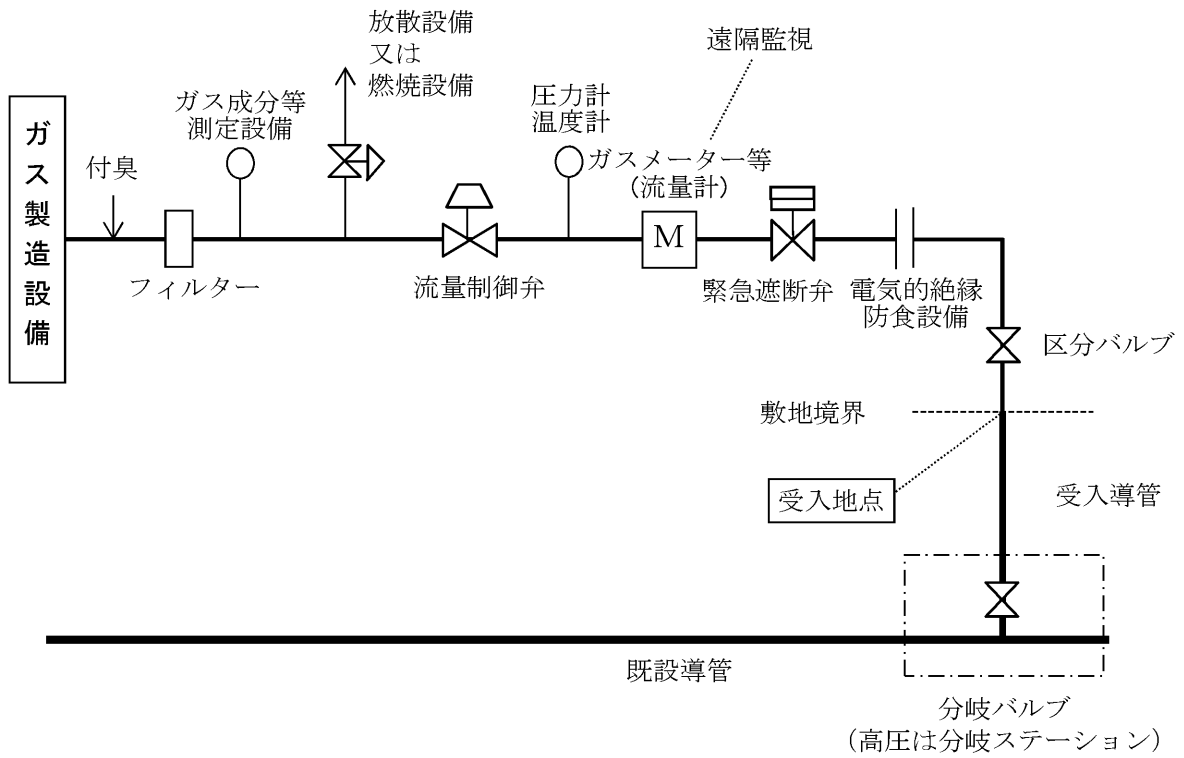 放散設備
又は
燃焼設備
遠隔監視
ガス製造設備
付臭
ガス成分等
測定設備
圧力計
温度計
ガスメーター等
(流量計)
M
フィルター
流量制御弁
緊急遮断弁
電気的絶縁
防食設備
区分バルブ
敷地境界
受入地点
受入導管
既設導管
分岐バルブ
(高圧は分岐ステーション)